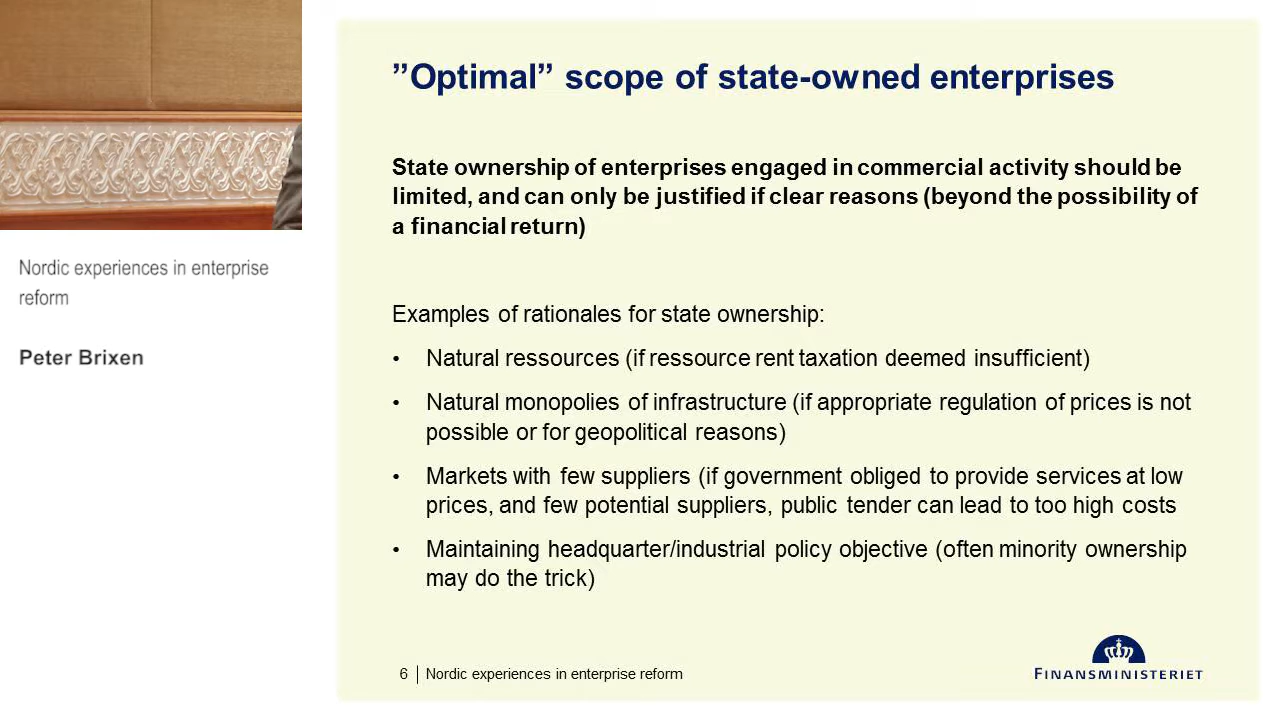 ”Optimal” scope of state-owned enterprises
State ownership of enterprises engaged in commercial activity should be
limited, and can only be justified if clear reasons (beyond the possibility of
a financial return)
Nordic experiences in enterprise
reform
Peter Brixen
Examples of rationales for state ownership:
• Natural ressources (if ressource rent taxation deemed insufficient)
• Natural monopolies of infrastructure (if appropriate regulation of prices is not
possible or for geopolitical reasons)
• Markets with few suppliers (if government obliged to provide services at low
prices, and few potential suppliers, public tender can lead to too high costs
• Maintaining headquarter/industrial policy objective (often minority ownership
may do the trick)
6 | Nordic experiences in enterprise reform
FINANSMINISTERIET